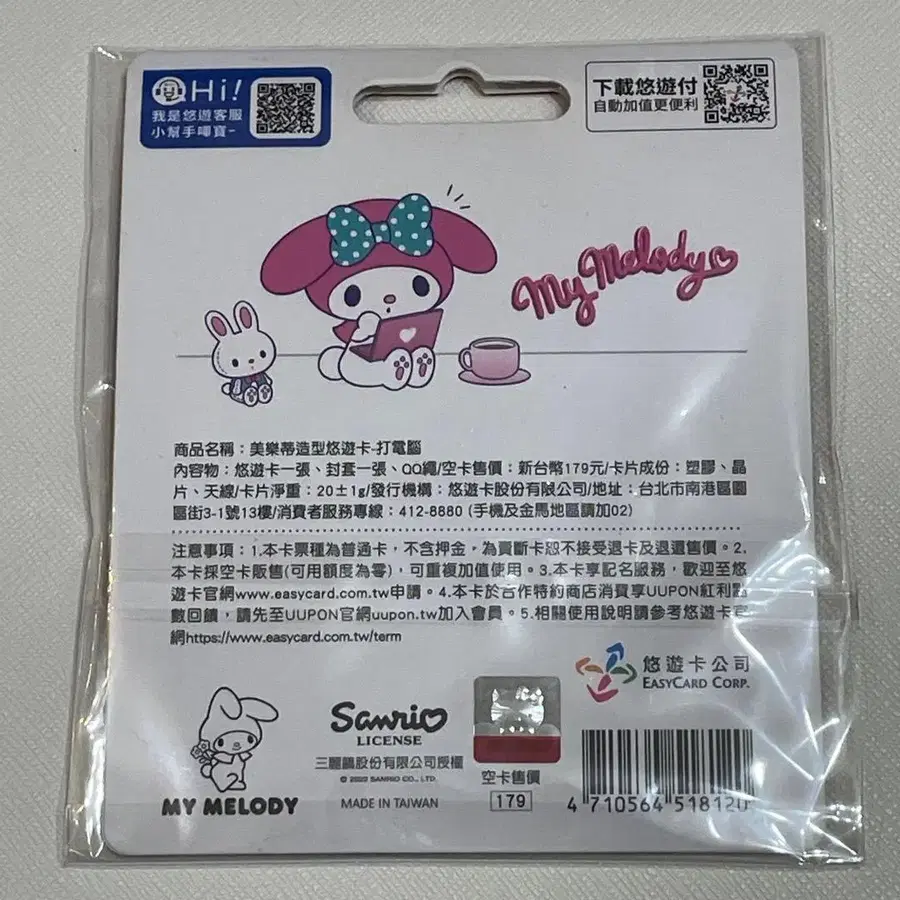 Hi!
我是悠遊客服
小幫手嗶寶~
下載悠遊付
自動加值更便利
My Melody
商品名稱：美樂蒂造型悠遊卡-打電腦
內容物：悠遊卡一張、封套一張、QQ繩/空卡售價：新台幣179元/卡片成份：塑膠、晶
片、天線/卡片淨重：20±1g/發行機構：悠遊卡股份有限公司/地址：台北市南港區園
區街3-1號13樓/消費者服務專線：412-8880 (手機及金馬地區請加02)
注意事項：1.本卡票種為普通卡，不含押金，為買斷卡恕不接受退卡及退還售價。2.
本卡採空卡販售(可用額度為零)，可重複加值使用。3.本卡享記名服務，歡迎至悠
遊卡官網www.easycard.com.tw申請。4.本卡於合作特約商店消費享UUPON紅利點
數回饋，請先至UUPON官網uupon.tw加入會員。5.相關使用說明請參考悠遊卡官
網https://www.easycard.com.tw/term
悠遊卡公司
EASYCARD CORP.
Sanrio
LICENSE
三麗鷗股份有限公司授權
© 2022 SANRIO CO., LTD.
MADE IN TAIWAN
MY MELODY
空卡售價
179
4 710564 518120